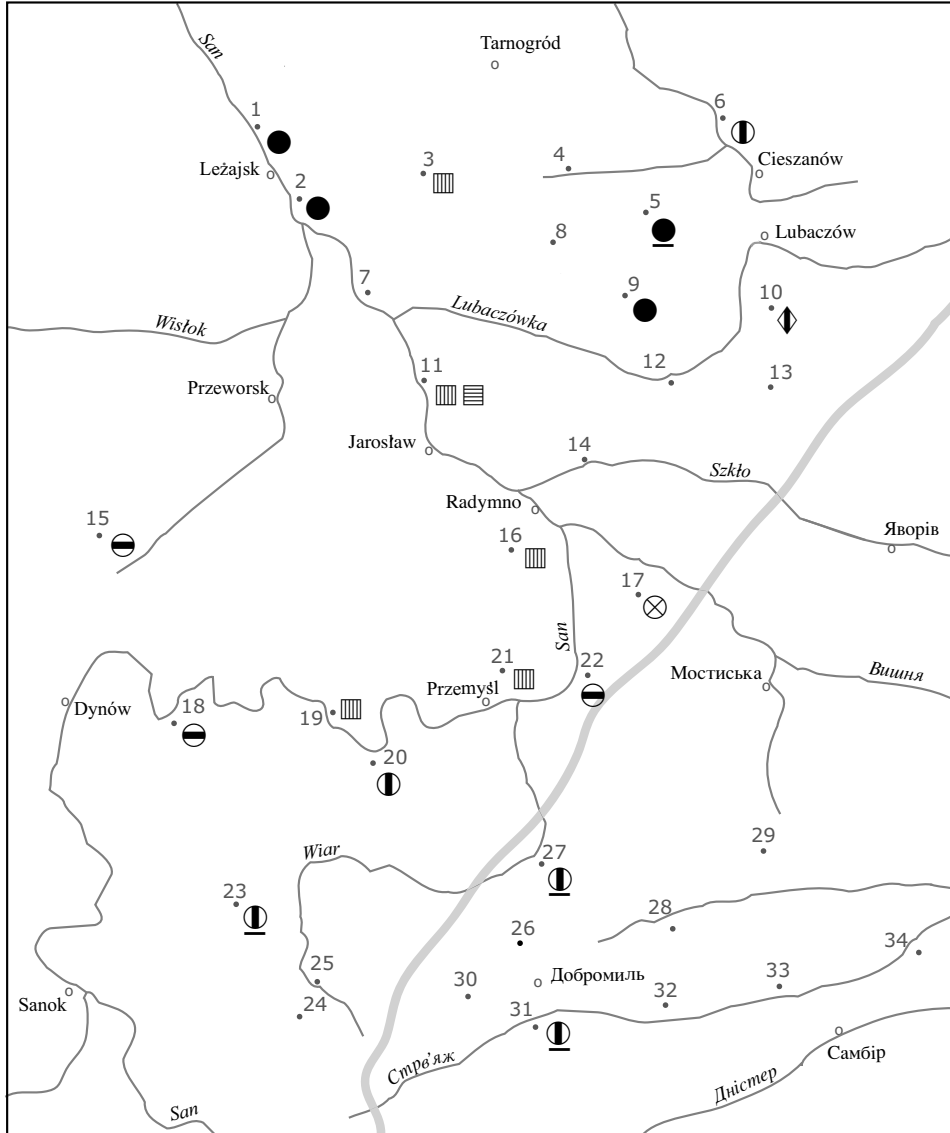 San
Tarnogród
1
6
Leżajsk
3
4
Cieszanów
2
5
8
Lubaczów
7
9
10
Wisłok
Lubaczówka
11
12
13
Przeworsk
Jarosław
14
Szkło
Radymno
15
16
Яворів
17
San
21
22
Мостиська
Вишня
Dynów
18
19
Przemyśl
20
Wiar
27
29
23
28
26
34
25
30
Добромиль
33
Sanok
24
31
32
Самбір
Стрв'яж
Дністер
San